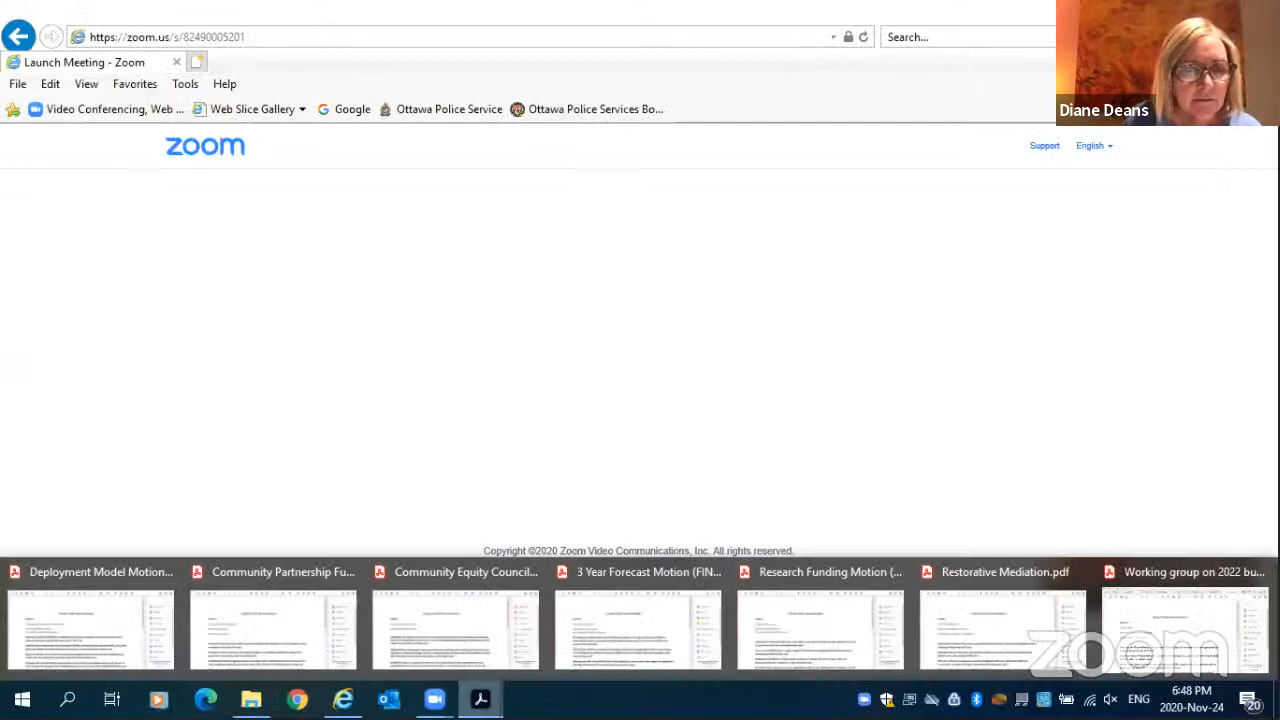 https://zoom.us/s/82490005201
Search...
Launch Meeting - Zoom
File Edit View Favorites Tools Help
Video Conferencing, Web ... Web Slice Gallery Google Ottawa Police Service Ottawa Police Services Bo...
Diane Deans
zoom
Support English
Copyright ©2020 Zoom Video Communications, Inc. All rights reserved.
Deployment Model Motion... Community Partnership Fu... Community Equity Council... 3 Year Forecast Motion (FIN... Research Funding Motion (... Restorative Mediation.pdf Working group on 2022 bu...
zoom
ENG
6:48 PM
2020-Nov-24
20